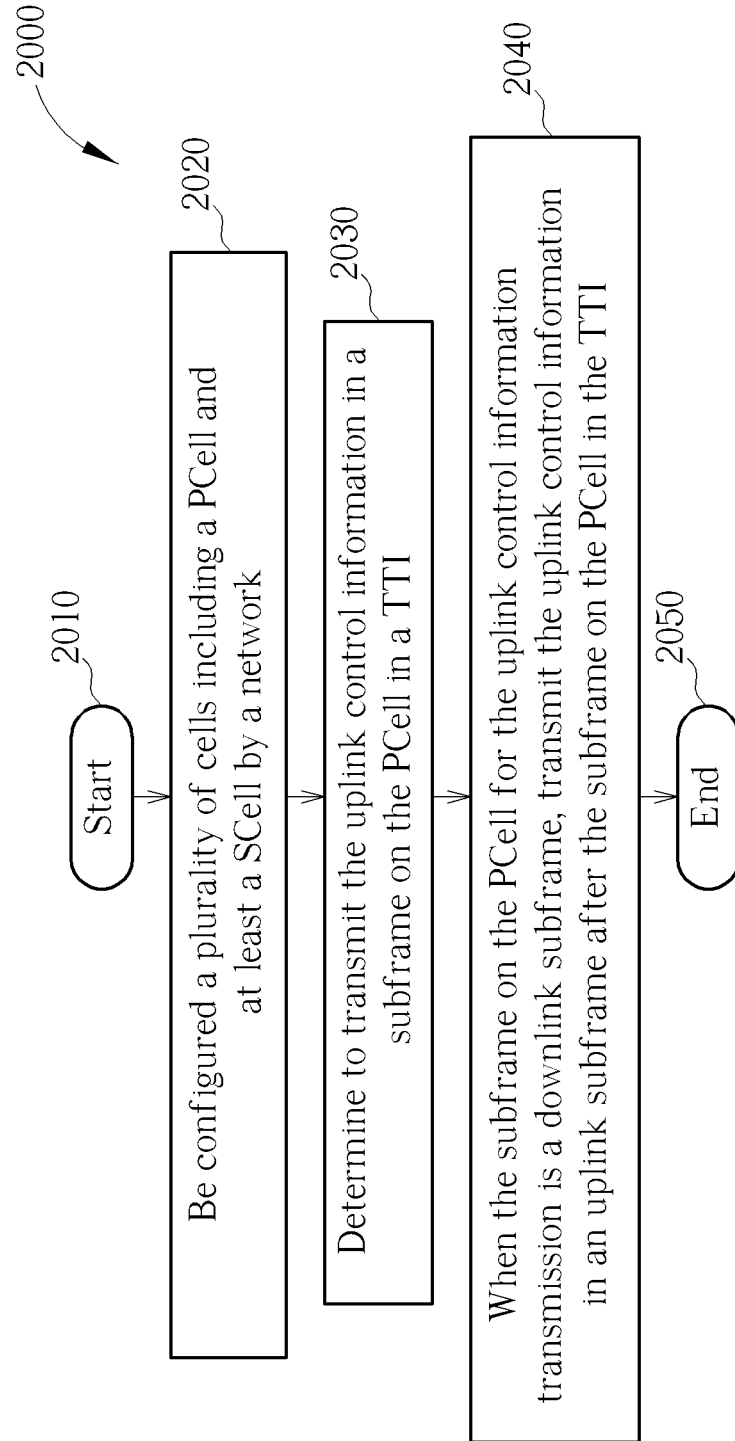 2000
Start
2010
Be configured a plurality of cells including a PCell and
at least a SCell by a network
2020
Determine to transmit the uplink control information in a
subframe on the PCell in a TTI
2030
When the subframe on the PCell for the uplink control information
transmission is a downlink subframe, transmit the uplink control information
in an uplink subframe after the subframe on the PCell in the TTI
2040
End
2050